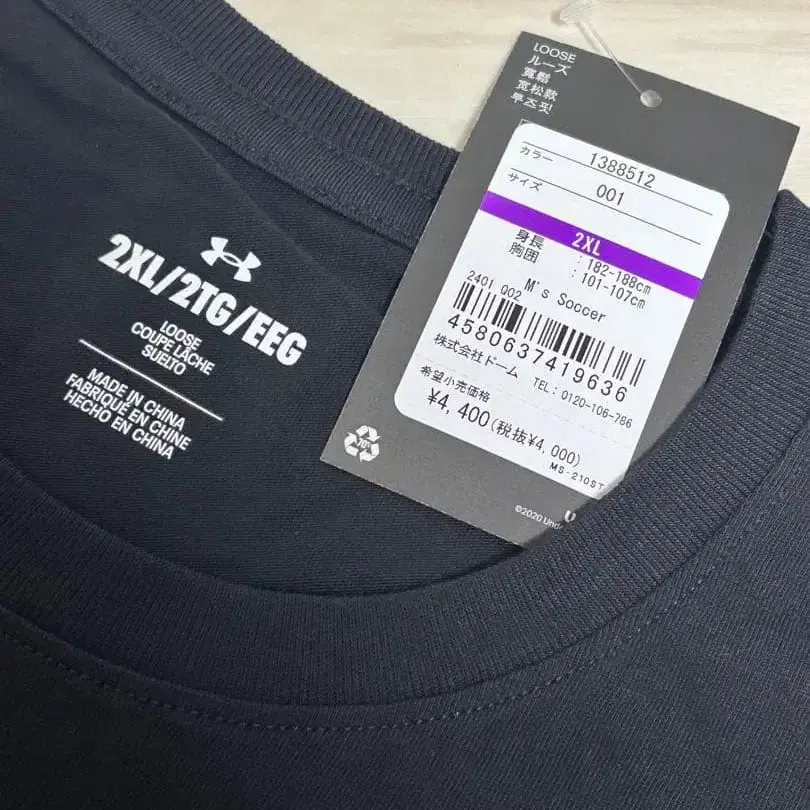 2XL/2TG/EEG
LOOSE
COUPE LÂCHE
SUELTO
MADE IN CHINA
FABRIQUÉ EN CHINE
HECHO EN CHINA
LOOSE
ルーズ
寬鬆
宽松款
루즈핏
1388512
カラー 001
サイズ 2XL
身長 :182-188cm
胸囲 :101-107cm
2401 Q02 M's Soccer
4580637419636
株式会社ドーム TEL: 0120-106-786
希望小売価格
¥4,400(税抜¥4,000)
MS-210ST
©2020